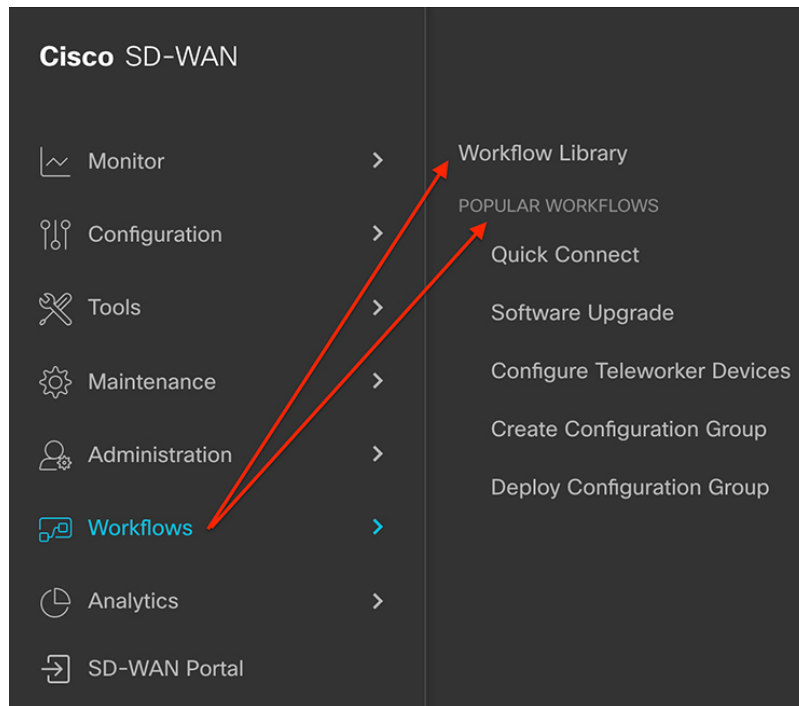 Cisco SD-WAN
Monitor
Configuration
Tools
Maintenance
Administration
Workflows
Analytics
SD-WAN Portal
Workflow Library
POPULAR WORKFLOWS
Quick Connect
Software Upgrade
Configure Teleworker Devices
Create Configuration Group
Deploy Configuration Group